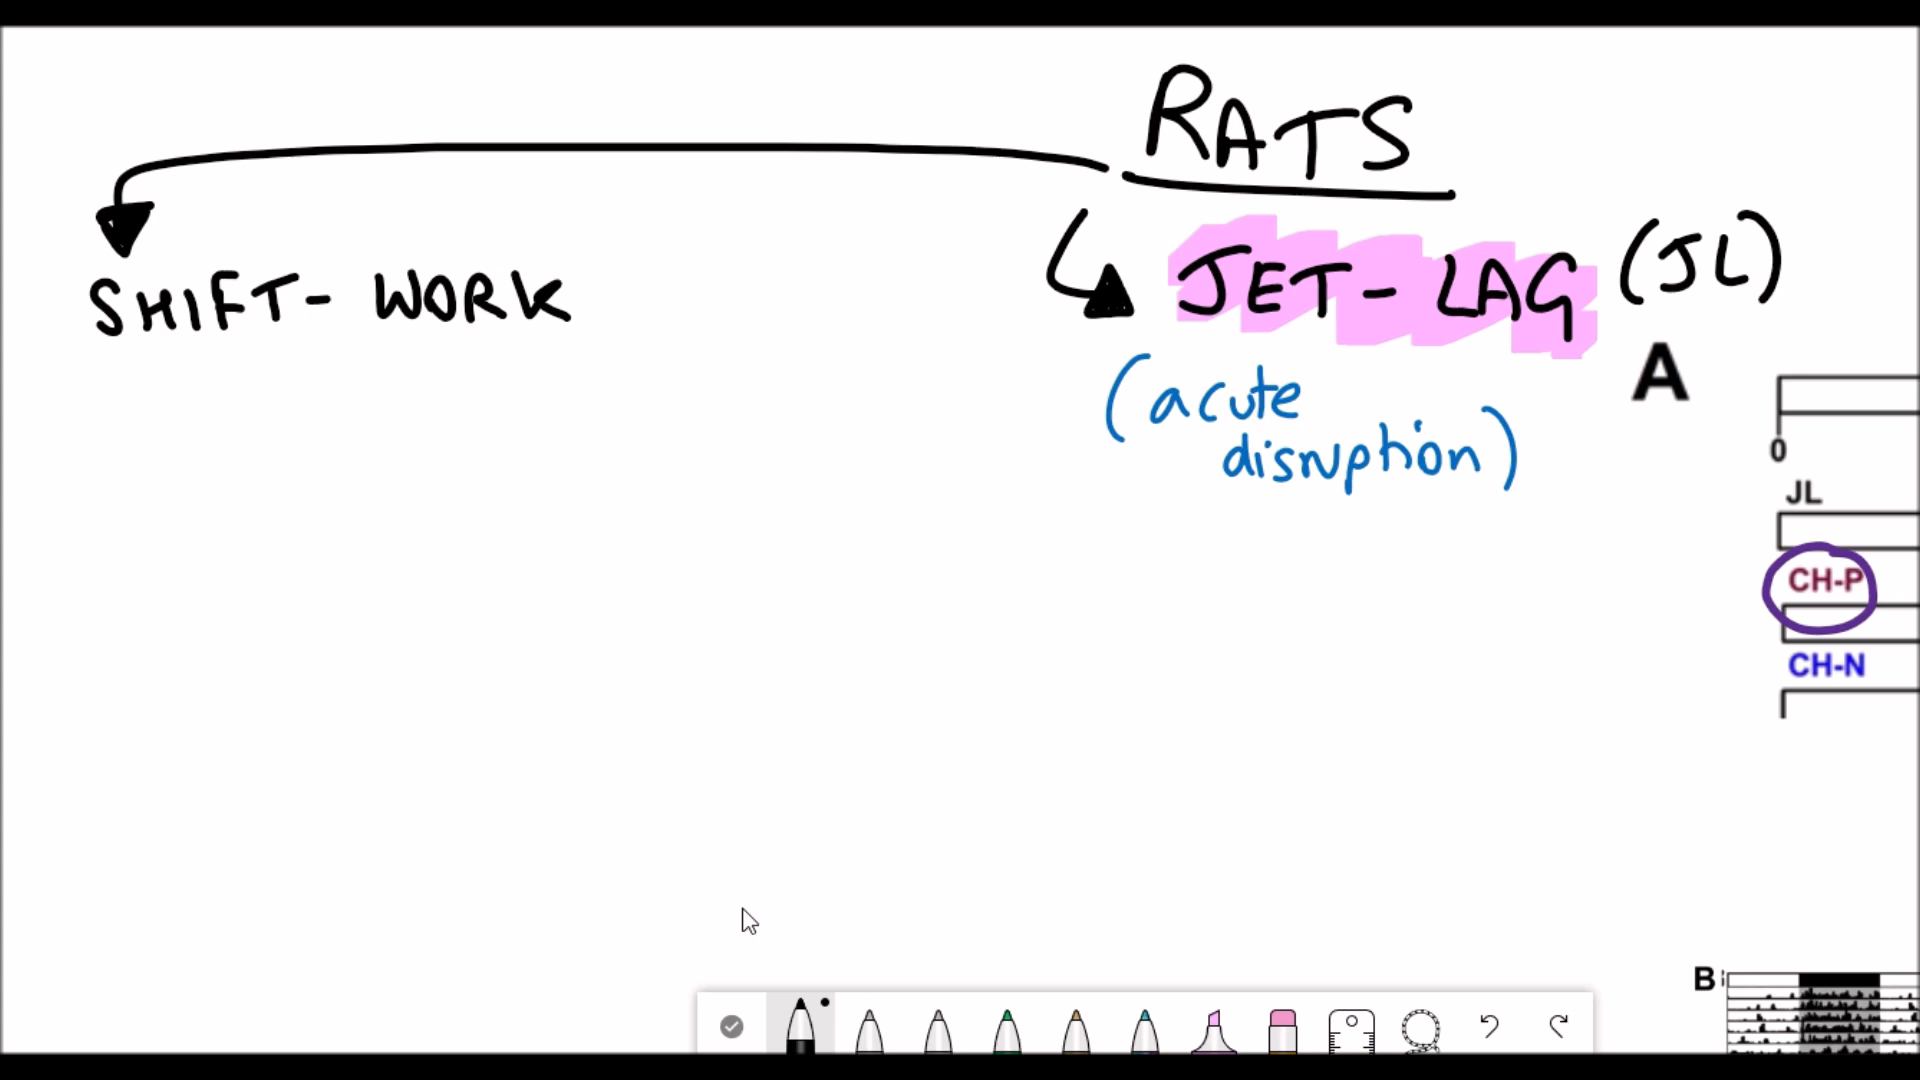 RATS
SHIFT-WORK
JET-LAG (JL)
(acute
disruption)
A
0
JL
CH-P
CH-N
B i